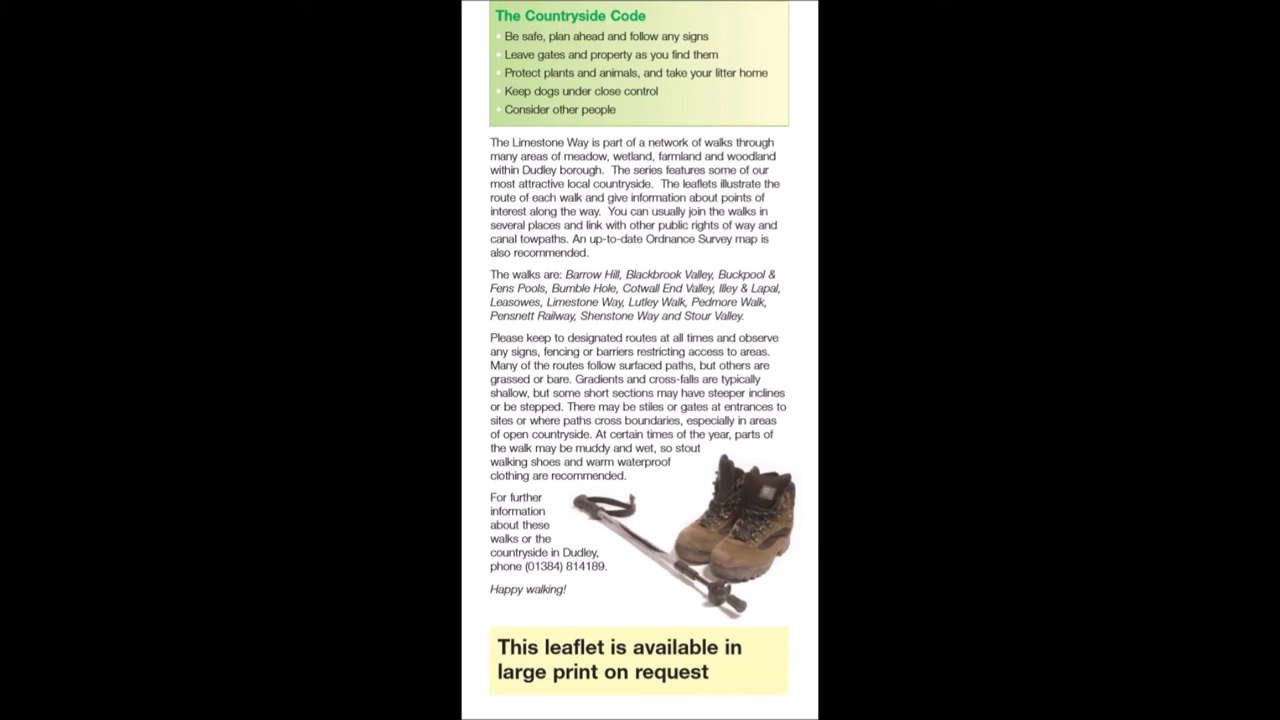 The Countryside Code
• Be safe, plan ahead and follow any signs
• Leave gates and property as you find them
• Protect plants and animals, and take your litter home
• Keep dogs under close control
• Consider other people
The Limestone Way is part of a network of walks through
many areas of meadow, wetland, farmland and woodland
within Dudley borough. The series features some of our
most attractive local countryside. The leaflets illustrate the
route of each walk and give information about points of
interest along the way. You can usually join the walks in
several places and link with other public rights of way and
canal towpaths. An up-to-date Ordnance Survey map is
also recommended.
The walks are: Barrow Hill, Blackbrook Valley, Buckpool &
Fens Pools, Bumble Hole, Cotwall End Valley, Illey & Lapal,
Leasowes, Limestone Way, Lutley Walk, Pedmore Walk,
Pensnett Railway, Shenstone Way and Stour Valley.
Please keep to designated routes at all times and observe
any signs, fencing or barriers restricting access to areas.
Many of the routes follow surfaced paths, but others are
grassed or bare. Gradients and cross-falls are typically
shallow, but some short sections may have steeper inclines
or be stepped. There may be stiles or gates at entrances to
sites or where paths cross boundaries, especially in areas
of open countryside. At certain times of the year, parts of
the walk may be muddy and wet, so stout
walking shoes and warm waterproof
clothing are recommended.
For further
information
about these
walks or the
countryside in Dudley,
phone (01384) 814189.
Happy walking!
This leaflet is available in
large print on request